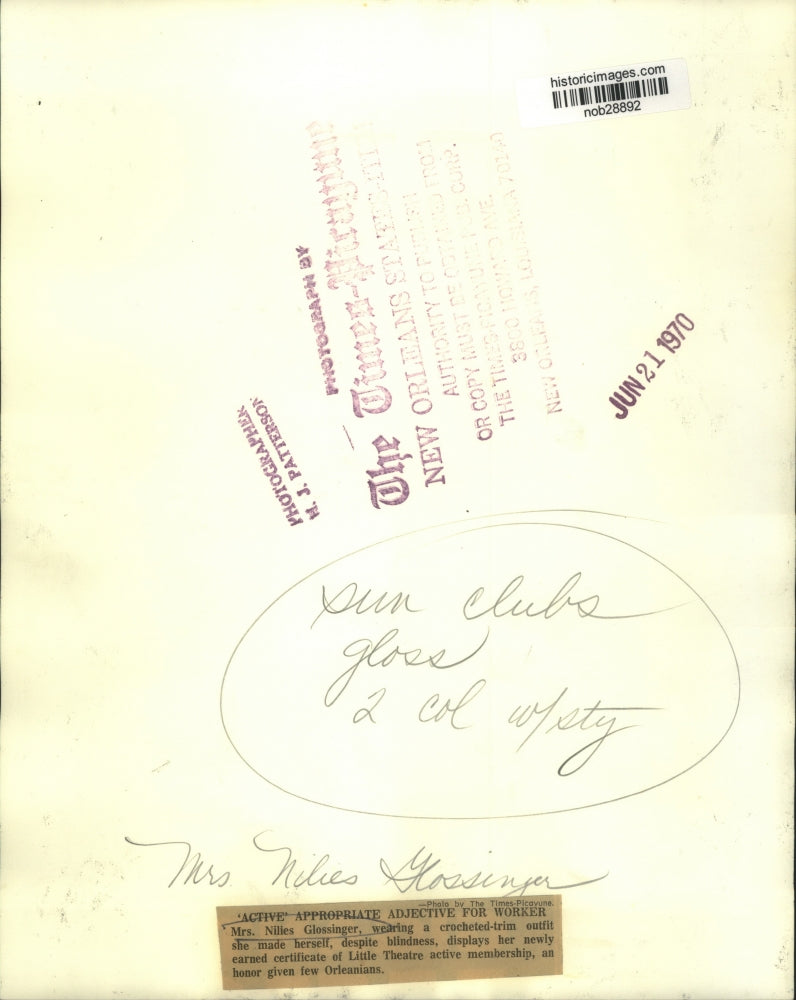 historicimages.com
nob28892
PHOTOGRAPH BY
The Times-Picayune
NEW ORLEANS STATES-ITEM
AUTHORITY TO PUBLISH
OR COPY MUST BE OBTAINED FROM
THE TIMES-PICAYUNE PUB. CORP.
3800 HOWARD AVE.
NEW ORLEANS, LOUISIANA 70140
PHOTOGRAPHER
H. J. PATTERSON
JUN 21 1970
sun clubs
gloss
2 col w/sty
Mrs Nilies Glossinger
—Photo by The Times-Picayune.
'ACTIVE' APPROPRIATE ADJECTIVE FOR WORKER
Mrs. Nilies Glossinger, wearing a crocheted-trim outfit
she made herself, despite blindness, displays her newly
earned certificate of Little Theatre active membership, an
honor given few Orleanians.